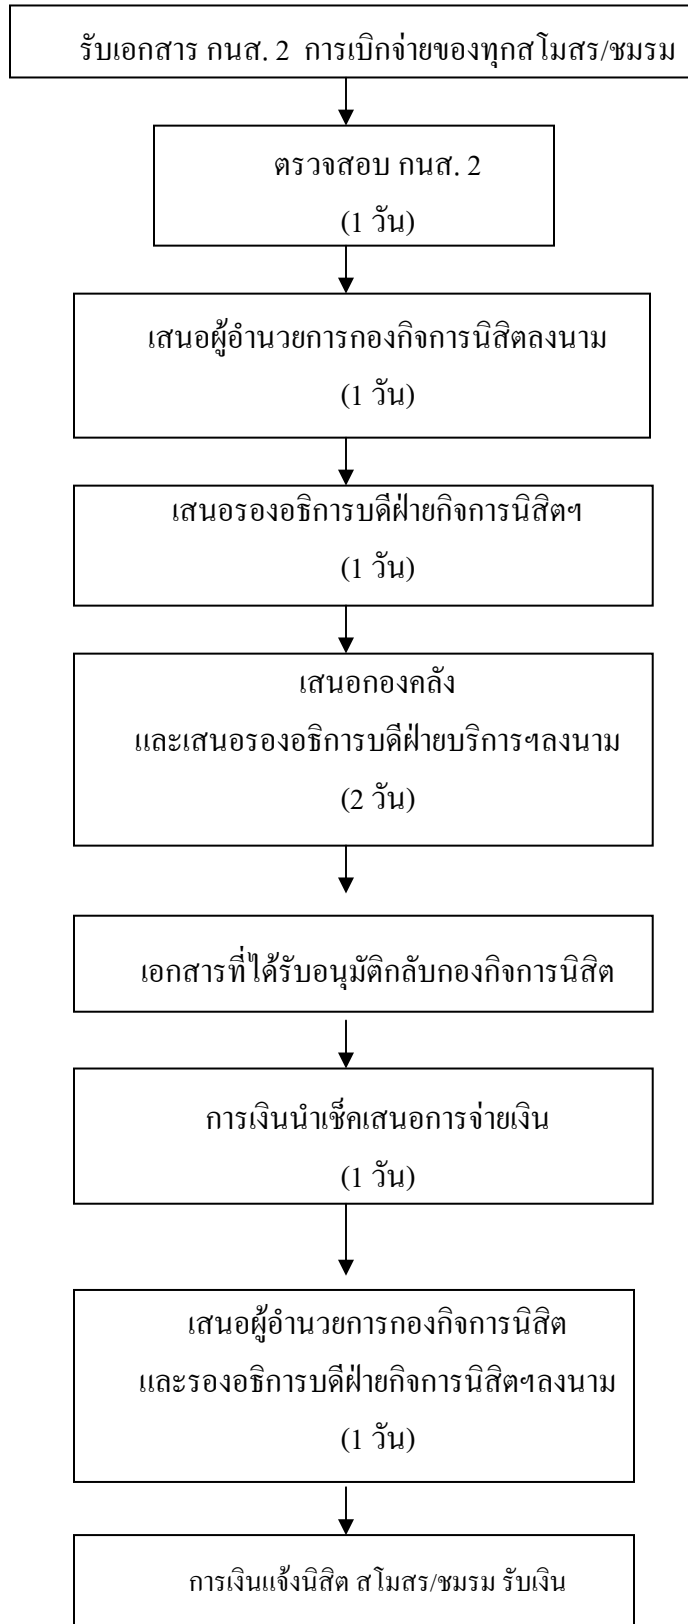 รับเอกสาร กนส. 2 การเบิกจ่ายของทุกสโมสร/ชมรม
ตรวจสอบ กนส. 2
(1 วัน)
เสนอผู้อำนวยการกองกิจการนิสิตลงนาม
(1 วัน)
เสนอรองอธิการบดีฝ่ายกิจการนิสิตฯ
(1 วัน)
เสนอกองคลัง
และเสนอรองอธิการบดีฝ่ายบริการฯลงนาม
(2 วัน)
เอกสารที่ได้รับอนุมัติกลับกองกิจการนิสิต
การเงินนำเช็คเสนอการจ่ายเงิน
(1 วัน)
เสนอผู้อำนวยการกองกิจการนิสิต
และรองอธิการบดีฝ่ายกิจการนิสิตฯลงนาม
(1 วัน)
การเงินแจ้งนิสิต สโมสร/ชมรม รับเงิน